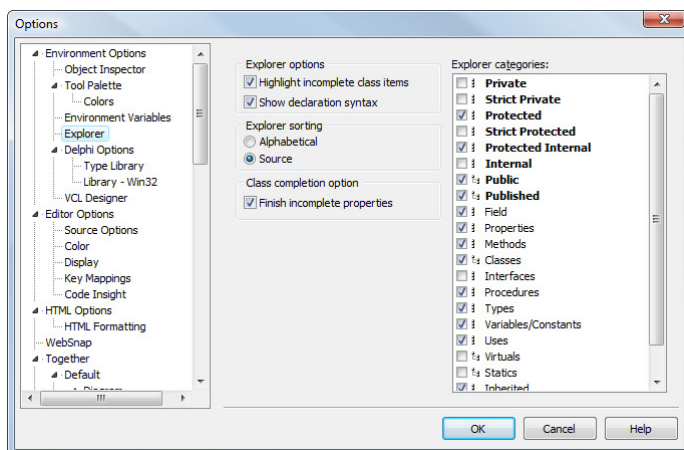 Options
Environment Options
Object Inspector
Tool Palette
Colors
Environment Variables
Explorer
Delphi Options
Type Library
Library - Win32
VCL Designer
Editor Options
Source Options
Color
Display
Key Mappings
Code Insight
HTML Options
HTML Formatting
WebSnap
Together
Default
Diagram
Explorer options
Highlight incomplete class items
Show declaration syntax
Explorer sorting
Alphabetical
Source
Class completion option
Finish incomplete properties
Explorer categories:
Private
Strict Private
Protected
Strict Protected
Protected Internal
Internal
Public
Published
Field
Properties
Methods
Classes
Interfaces
Procedures
Types
Variables/Constants
Uses
Virtuals
Statics
Inherited
OK
Cancel
Help